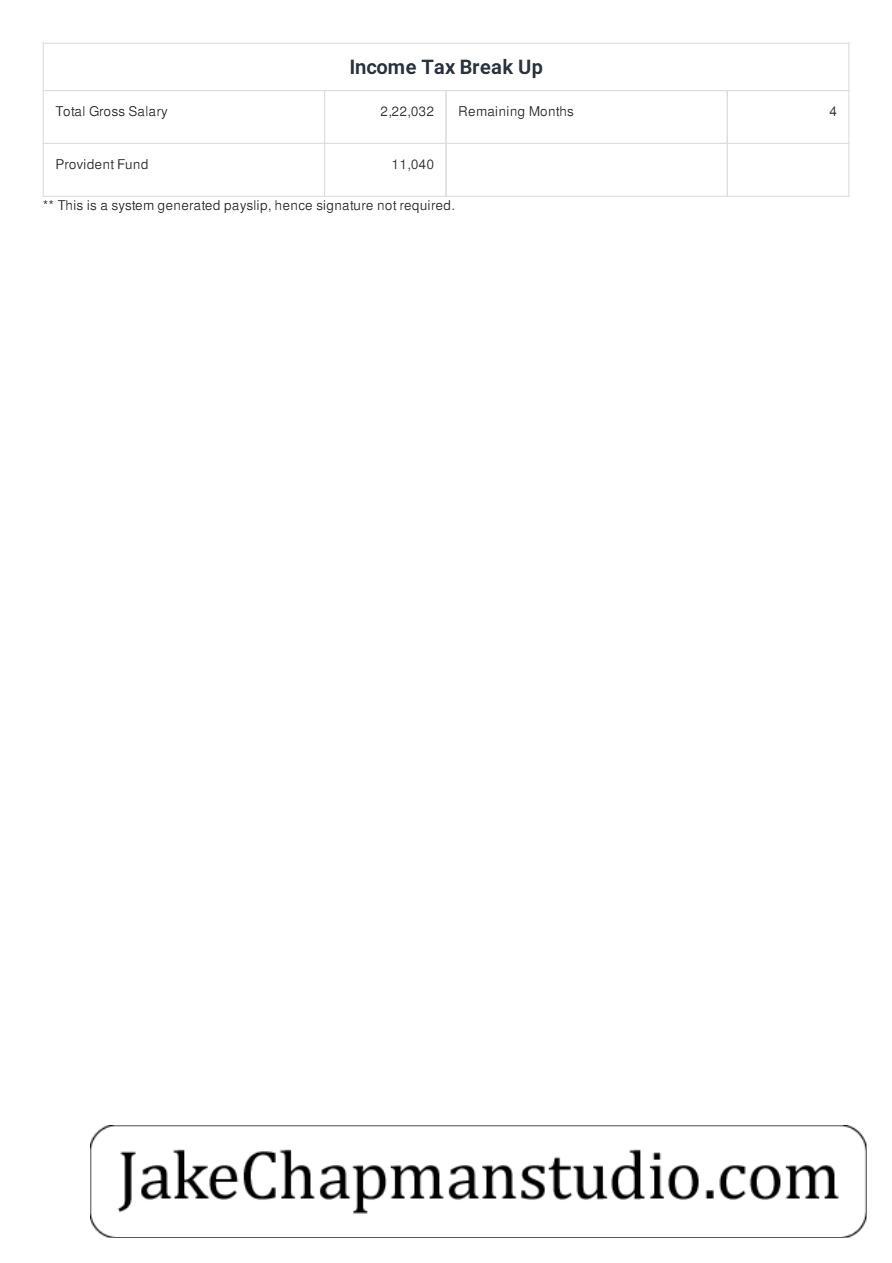 Income Tax Break Up
Total Gross Salary 2,22,032 Remaining Months 4
Provident Fund 11,040
** This is a system generated payslip, hence signature not required.
JakeChapmanstudio.com